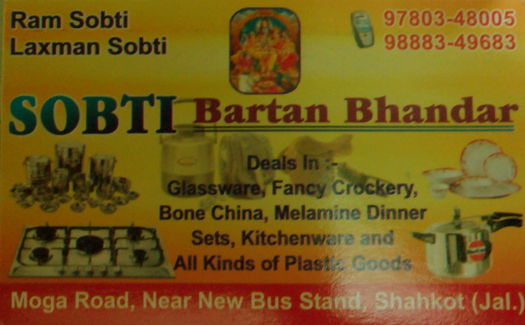 Ram Sobti
Laxman Sobti
97803-48005
98883-49683
SOBTI Bartan Bhandar
Deals In :-
Glassware, Fancy Crockery,
Bone China, Melamine Dinner
Sets, Kitchenware and
All Kinds of Plastic Goods
Moga Road, Near New Bus Stand, Shahkot (Jal.)